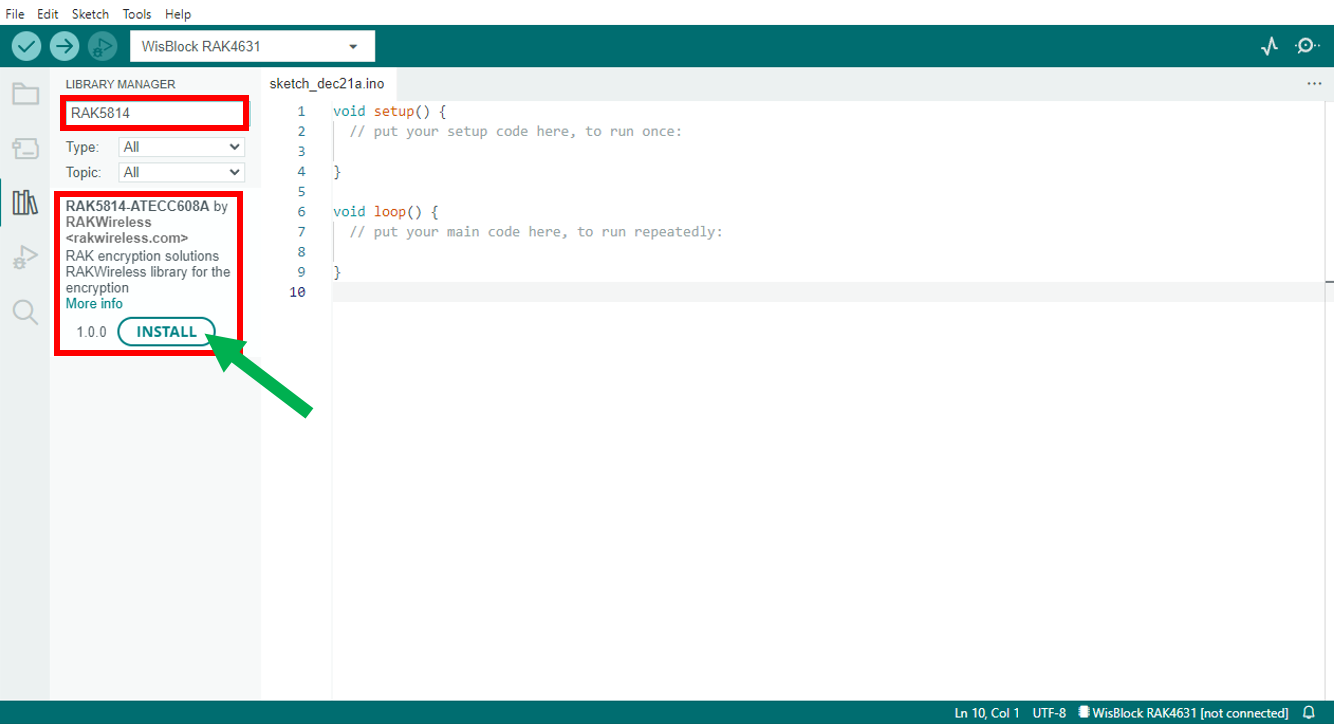 File Edit Sketch Tools Help
WisBlock RAK4631
LIBRARY MANAGER
RAK5814
Type: All
Topic: All
RAK5814-ATECC608A by
RAKWireless
<rakwireless.com>
RAK encryption solutions
RAKWireless library for the
encryption
More info
1.0.0 INSTALL
sketch_dec21a.ino
1 void setup() {
2 // put your setup code here, to run once:
3
4 }
5
6 void loop() {
7 // put your main code here, to run repeatedly:
8
9 }
10
Ln 10, Col 1 UTF-8 WisBlock RAK4631 [not connected]